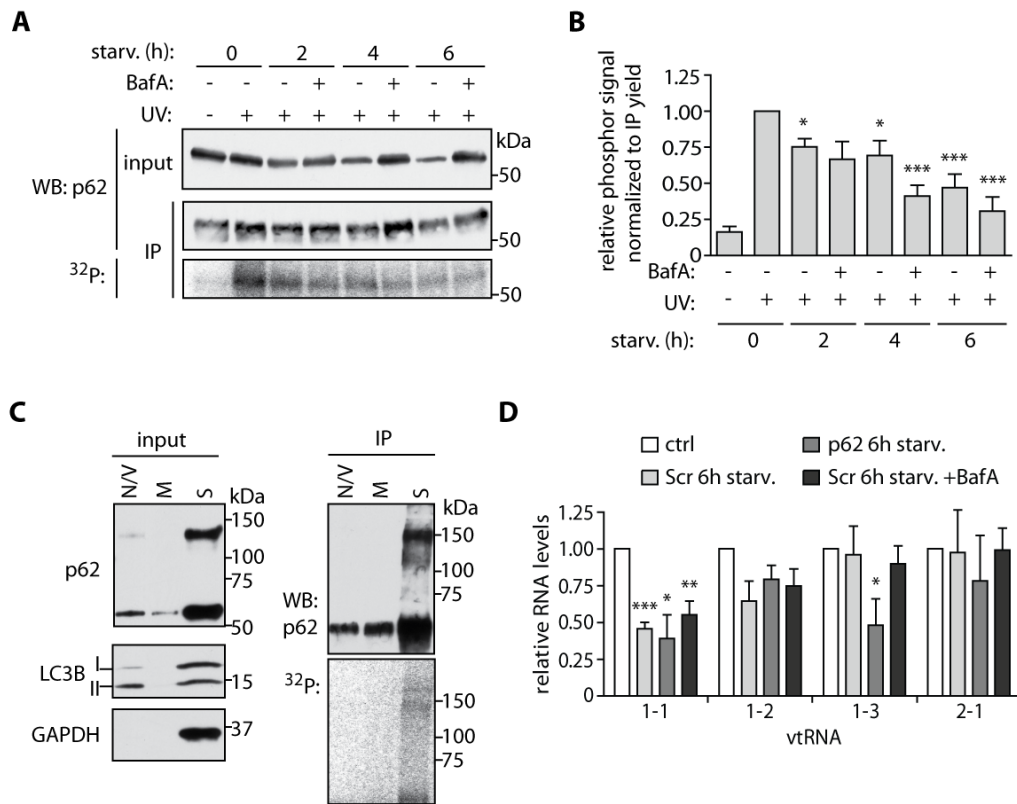 A
starv. (h): 0 2 4 6
BafA: - - - + - + - +
UV: - + + + + + + +
kDa
WB: p62
input
50
IP
50
32P:
50
B
relative phosphor signal
normalized to IP yield
1.25
1.00
0.75
0.50
0.25
0
* * *** *** ***
BafA: - - - + - + - +
UV: - + + + + + + +
starv. (h): 0 2 4 6
C
input
N/V M S
kDa
p62
150
100
75
50
LC3B
I
II
15
GAPDH
37
IP
N/V M S
kDa
150
100
75
WB:
p62
32P:
150
100
75
D
ctrl
Scr 6h starv.
p62 6h starv.
Scr 6h starv. +BafA
relative RNA levels
1.25
1.00
0.75
0.50
0.25
0
*** * ** *
1-1 1-2 1-3 2-1
vtRNA